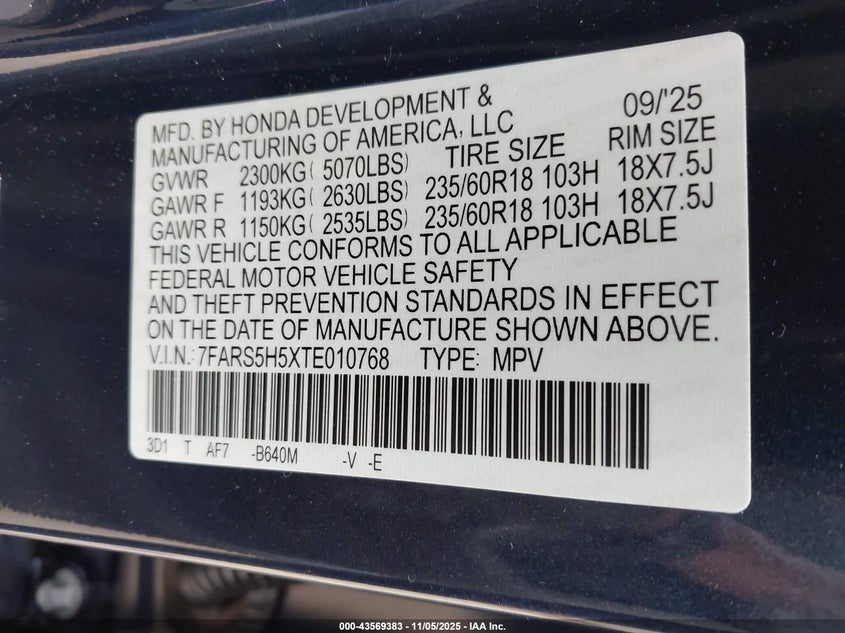 MFD. BY HONDA DEVELOPMENT & 09/'25
MANUFACTURING OF AMERICA, LLC
GVWR 2300KG( 5070LBS) TIRE SIZE RIM SIZE
GAWR F 1193KG( 2630LBS) 235/60R18 103H 18X7.5J
GAWR R 1150KG( 2535LBS) 235/60R18 103H 18X7.5J
THIS VEHICLE CONFORMS TO ALL APPLICABLE
FEDERAL MOTOR VEHICLE SAFETY
AND THEFT PREVENTION STANDARDS IN EFFECT
ON THE DATE OF MANUFACTURE SHOWN ABOVE.
V.I.N.: 7FARS5H5XTE010768 TYPE: MPV
3D1 T AF7 -B640M -V -E
000-43569383 - 11/05/2025 - IAA Inc.